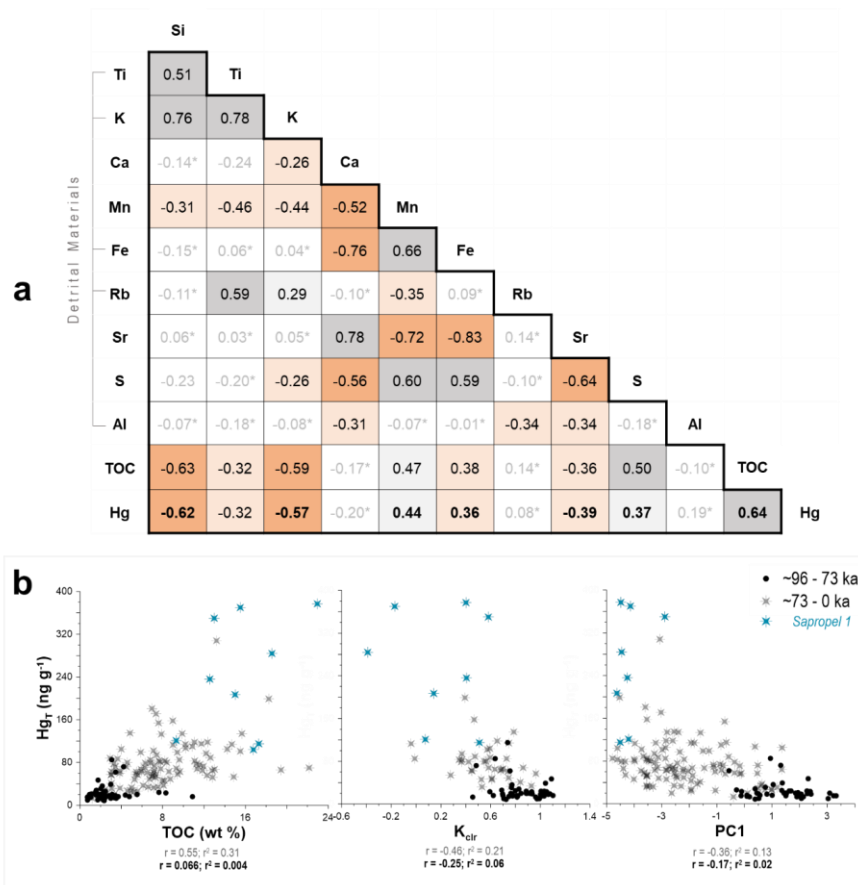 Si
Ti 0.51 Ti
K 0.76 0.78 K
Ca -0.14* -0.24 -0.26 Ca
Mn -0.31 -0.46 -0.44 -0.52 Mn
Fe -0.15* 0.06* 0.04* -0.76 0.66 Fe
Rb -0.11* 0.59 0.29 -0.10* -0.35 0.09* Rb
Sr 0.06* 0.03* 0.05* 0.78 -0.72 -0.83 0.14* Sr
S -0.23 -0.20* -0.26 -0.56 0.60 0.59 -0.10* -0.64 S
Al -0.07* -0.18* -0.08* -0.31 -0.07* -0.01* -0.34 -0.34 -0.18* Al
TOC -0.63 -0.32 -0.59 -0.17* 0.47 0.38 0.14* -0.36 0.50 -0.10* TOC
Hg -0.62 -0.32 -0.57 -0.20* 0.44 0.36 0.08* -0.39 0.37 0.19* 0.64 Hg
Detrital Materials
a
b
400
320
240
160
80
0
Hg_T (ng g⁻¹)
0 8 16 24
TOC (wt %)
r = 0.55; r² = 0.31
r = 0.066; r² = 0.004
-0.6 -0.2 0.2 0.6 1.0 1.4
K_clr
r = -0.46; r² = 0.21
r = -0.25; r² = 0.06
-5 -3 -1 1 3
PC1
r = -0.36; r² = 0.13
r = -0.17; r² = 0.02
~96 - 73 ka
~73 - 0 ka
Sapropel 1